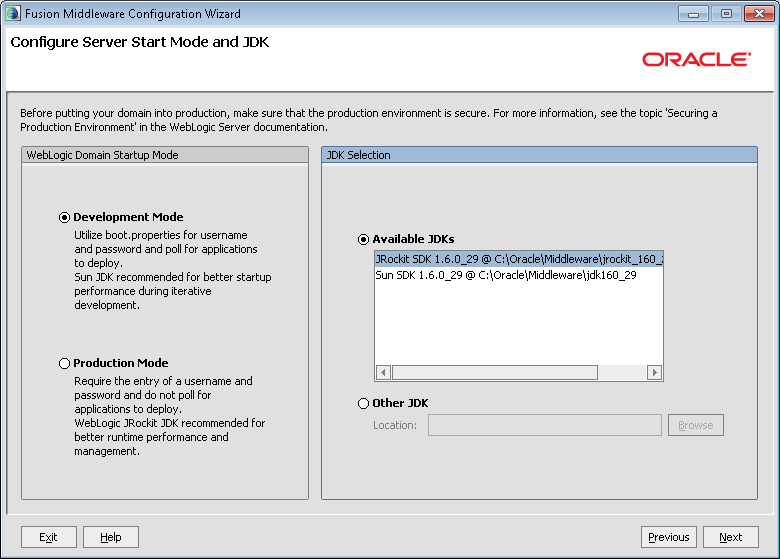 Fusion Middleware Configuration Wizard
Configure Server Start Mode and JDK
ORACLE
Before putting your domain into production, make sure that the production environment is secure. For more information, see the topic 'Securing a
Production Environment' in the WebLogic Server documentation.
WebLogic Domain Startup Mode
Development Mode
Utilize boot.properties for username
and password and poll for applications
to deploy.
Sun JDK recommended for better startup
performance during iterative
development.
Production Mode
Require the entry of a username and
password and do not poll for
applications to deploy.
WebLogic JRockit JDK recommended for
better runtime performance and
management.
JDK Selection
Available JDKs
JRockit SDK 1.6.0_29 @ C:\Oracle\Middleware\jrockit_160_
Sun SDK 1.6.0_29 @ C:\Oracle\Middleware\jdk160_29
Other JDK
Location:
Browse
Exit
Help
Previous
Next